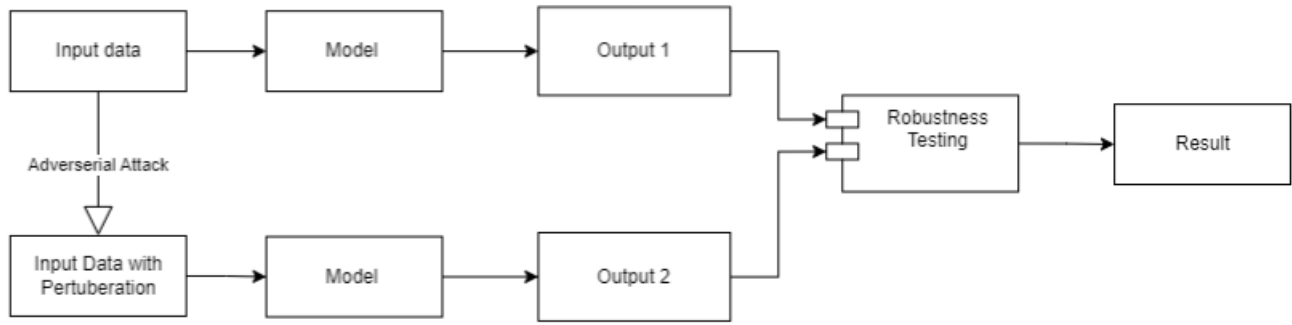 Input data
Model
Output 1
Adverserial Attack
Robustness
Testing
Result
Input Data with
Pertuberation
Model
Output 2